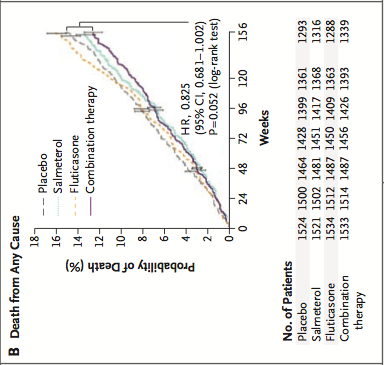 B Death from Any Cause
Probability of Death (%)
18
16
14
12
10
8
6
4
2
0
Placebo
Salmeterol
Fluticasone
Combination therapy
HR, 0.825
(95% CI, 0.681–1.002)
P=0.052 (log-rank test)
0 24 48 72 96 120 156
Weeks
No. of Patients
Placebo 1524 1500 1464 1428 1399 1361 1293
Salmeterol 1521 1502 1481 1451 1417 1368 1316
Fluticasone 1534 1512 1487 1450 1409 1363 1288
Combination 1533 1514 1487 1456 1426 1393 1339
therapy